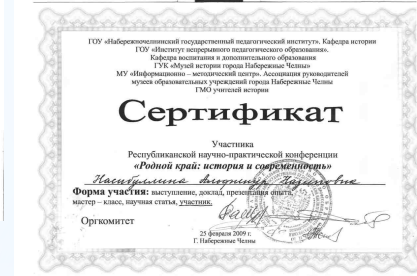 ГОУ «Набережночелнинский государственный педагогический институт». Кафедра истории
ГОУ «Институт непрерывного педагогического образования».
Кафедра воспитания и дополнительного образования
ГУК «Музей истории города Набережные Челны»
МУ «Информационно – методический центр». Ассоциация руководителей
музеев образовательных учреждений города Набережные Челны
ГМО учителей истории
Сертификат
Участника
Республиканской научно-практической конференции
«Родной край: история и современность»
Форма участия: выступление, доклад, презентация опыта,
мастер – класс, научная статья, участник.
Оргкомитет
25 февраля 2009 г.
Г. Набережные Челны